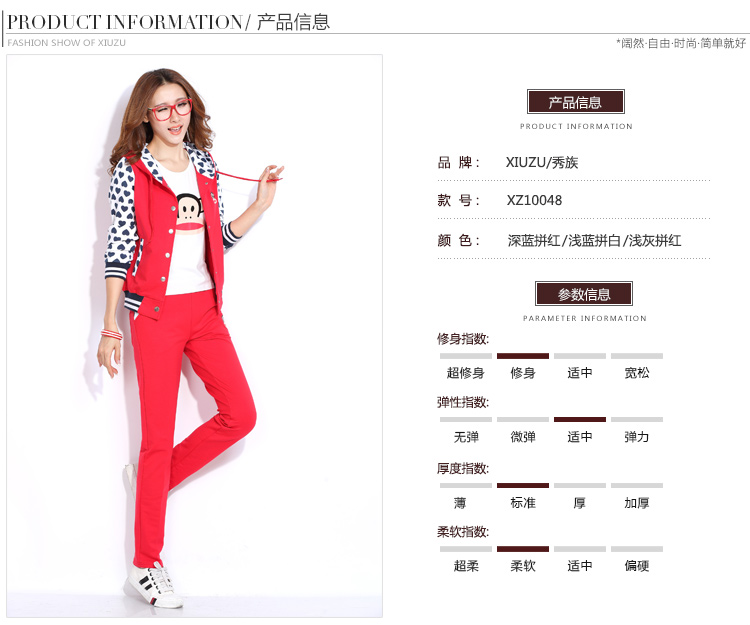 PRODUCT INFORMATION/ 产品信息
FASHION SHOW OF XIUZU
*阔然·自由·时尚·简单就好
产品信息
PRODUCT INFORMATION
品 牌： XIUZU/秀族
款 号： XZ10048
颜 色： 深蓝拼红/浅蓝拼白/浅灰拼红
参数信息
PARAMETER INFORMATION
修身指数:
超修身 修身 适中 宽松
弹性指数:
无弹 微弹 适中 弹力
厚度指数:
薄 标准 厚 加厚
柔软指数:
超柔 柔软 适中 偏硬